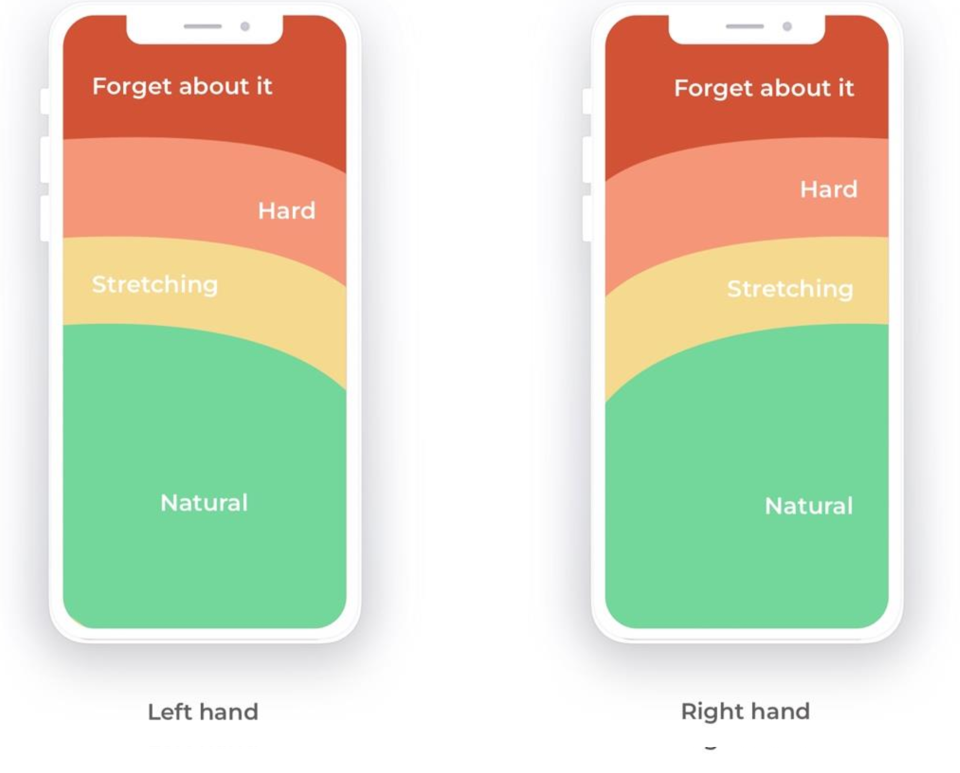 Forget about it
Hard
Stretching
Natural
Left hand
Forget about it
Hard
Stretching
Natural
Right hand